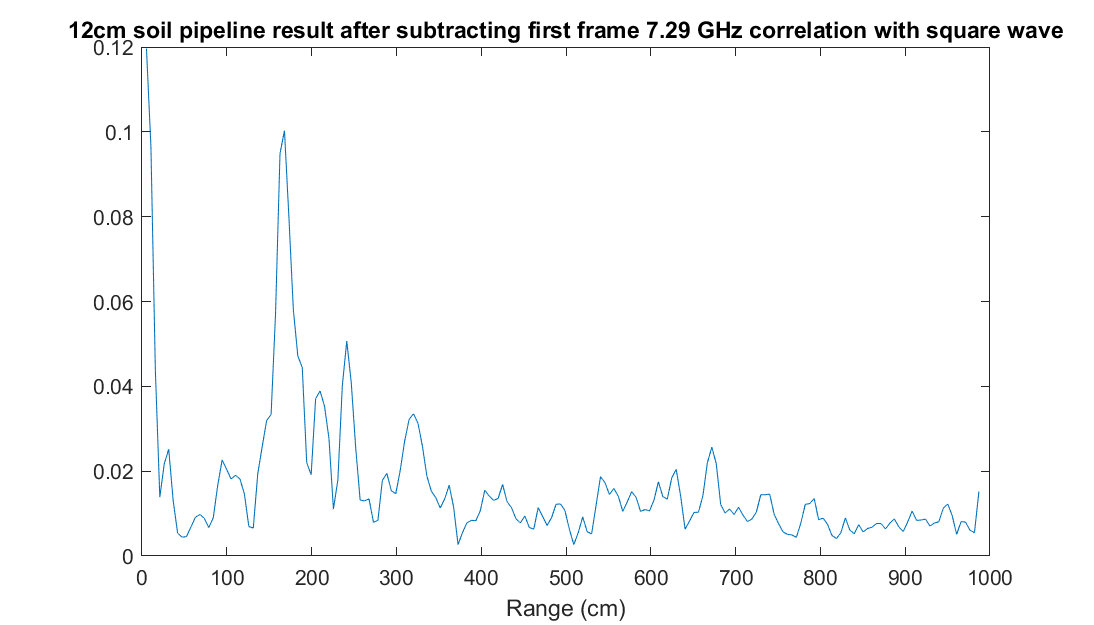 12cm soil pipeline result after subtracting first frame 7.29 GHz correlation with square wave
0.12
0.1
0.08
0.06
0.04
0.02
0
0 100 200 300 400 500 600 700 800 900 1000
Range (cm)